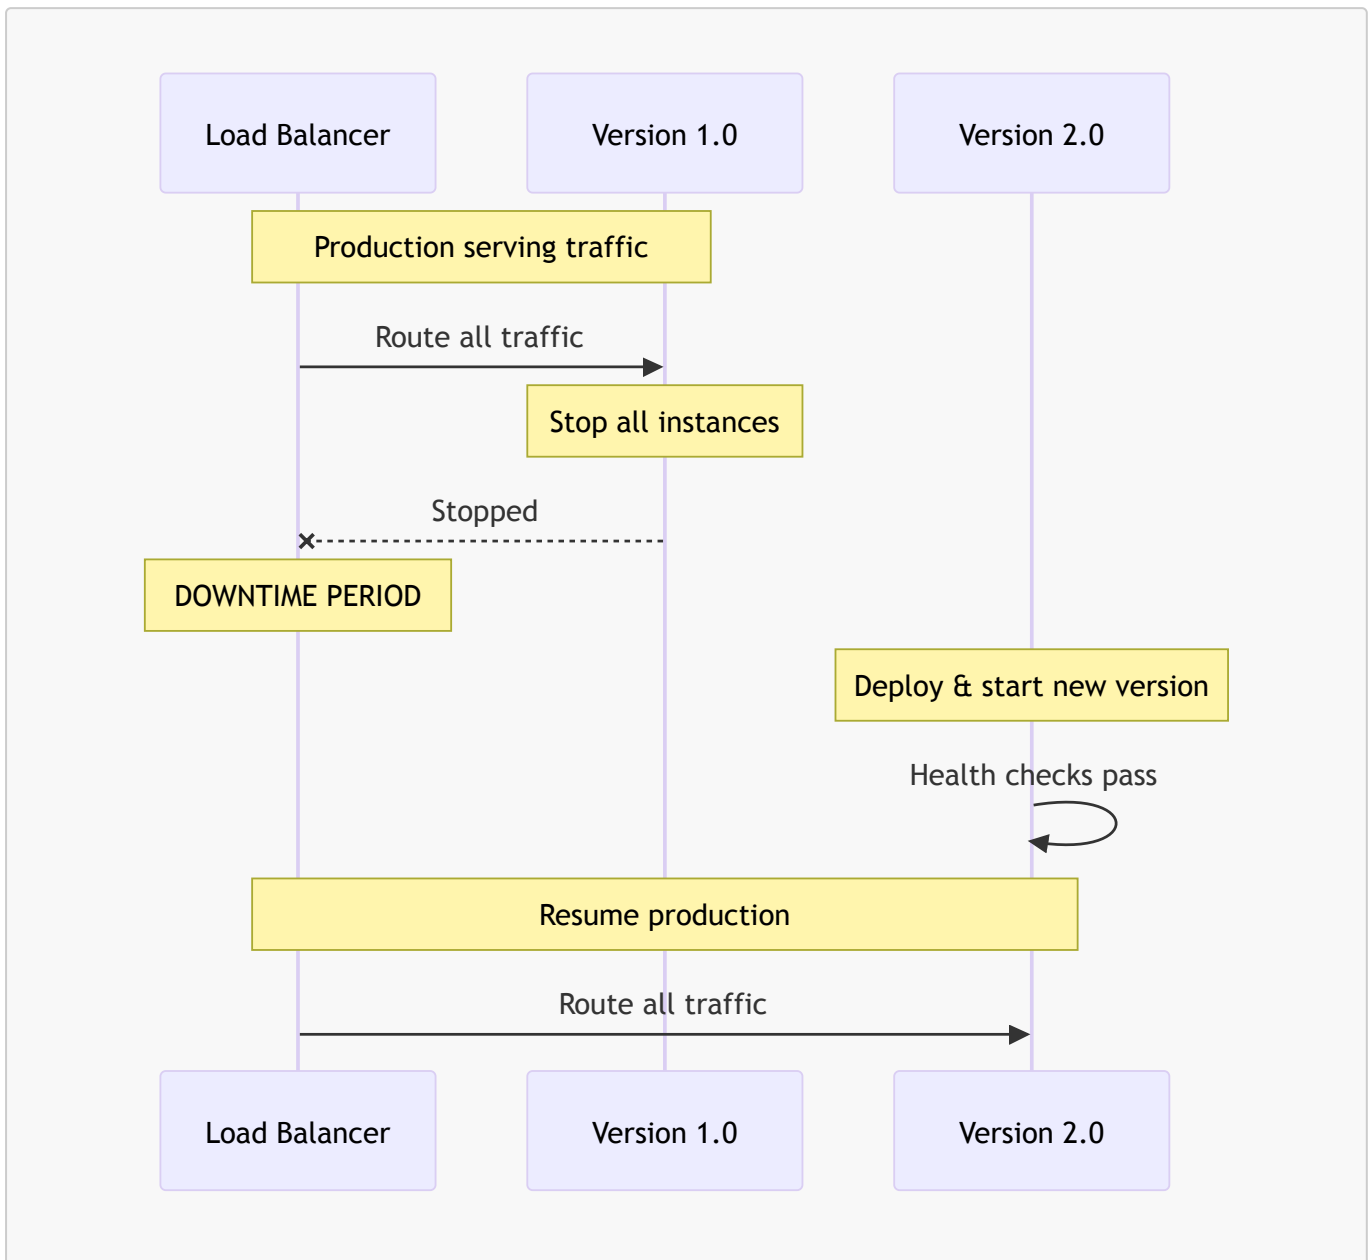 Load Balancer
Version 1.0
Version 2.0
Production serving traffic
Route all traffic
Stop all instances
Stopped
DOWNTIME PERIOD
Deploy & start new version
Health checks pass
Resume production
Route all traffic
Load Balancer
Version 1.0
Version 2.0